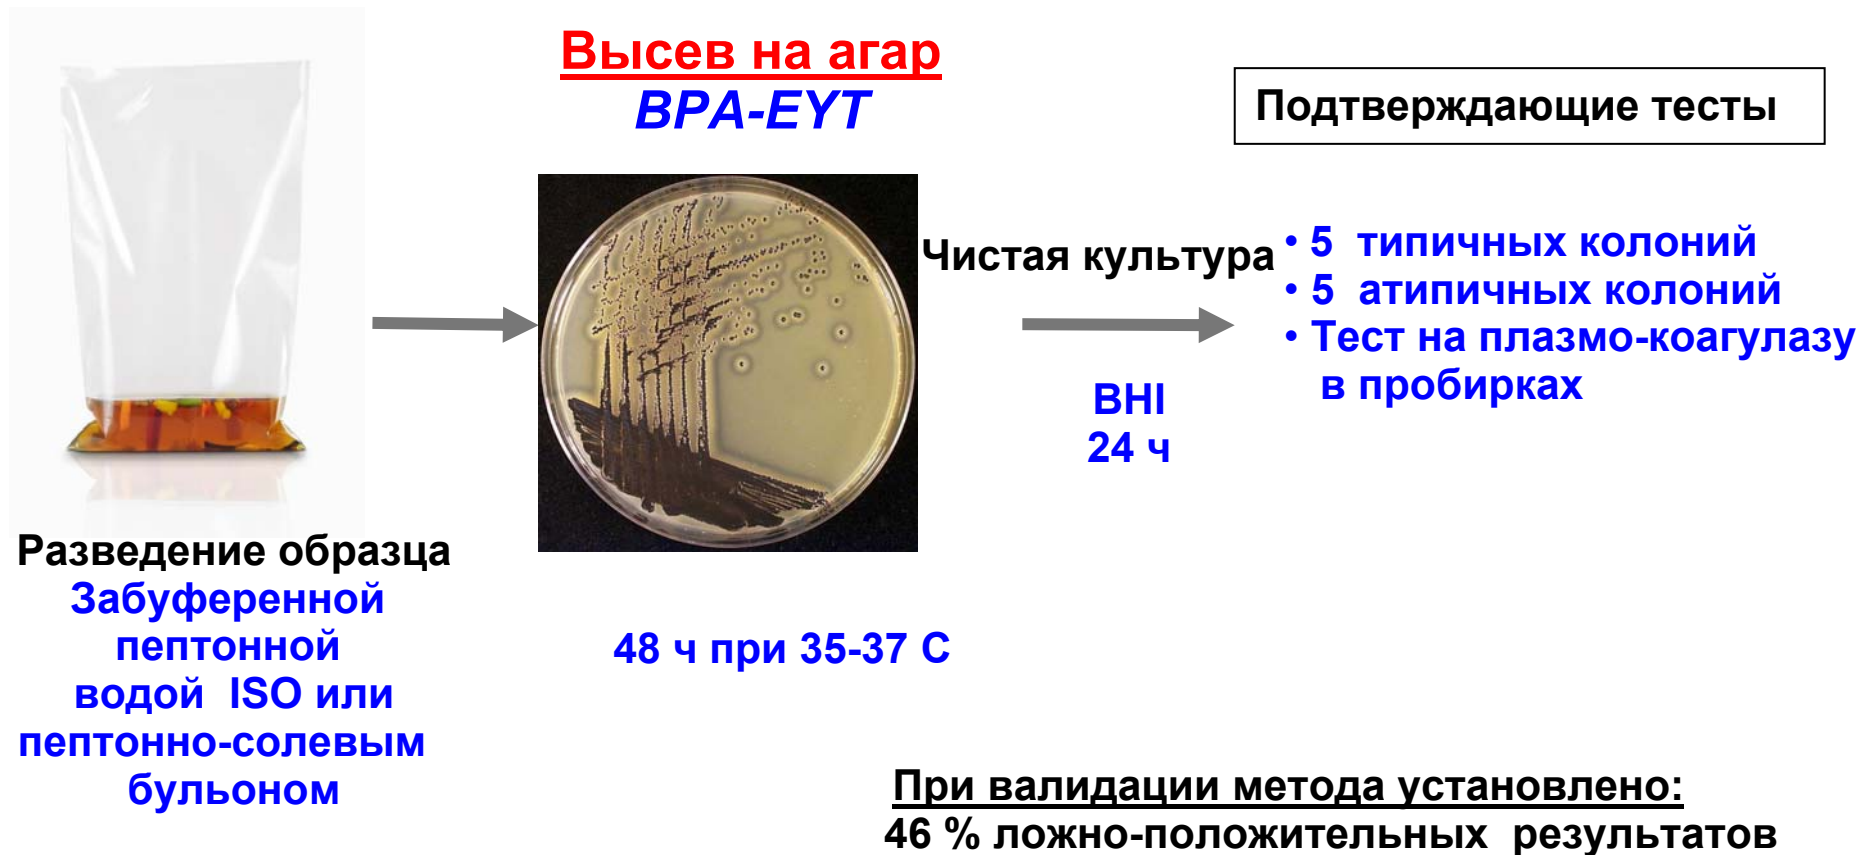 Высев на агар
BPA-EYT
Подтверждающие тесты
Чистая культура
• 5 типичных колоний
• 5 атипичных колоний
• Тест на плазмо-коагулазу
в пробирках
BHI
24 ч
Разведение образца
Забуференной
пептонной
водой ISO или
пептонно-солевым
бульоном
48 ч при 35-37 С
При валидации метода установлено:
46 % ложно-положительных результатов